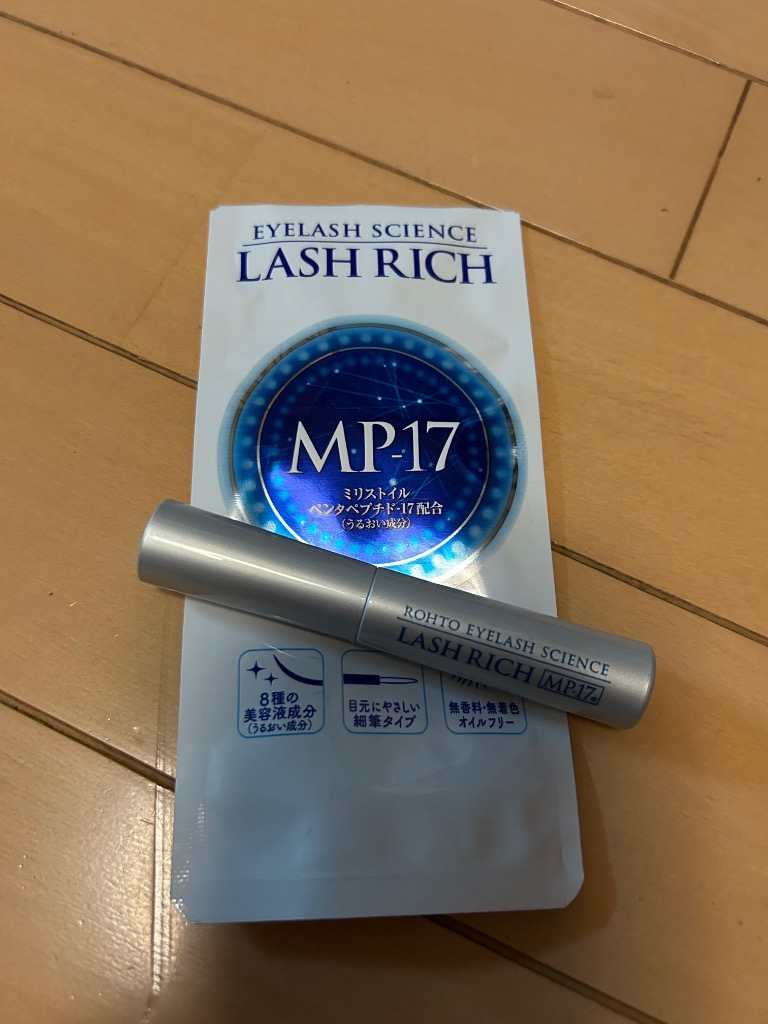 EYELASH SCIENCE
LASH RICH
MP-17
ミリストイル
ペンタペプチド-17配合
(うるおい成分)
ROHTO EYELASH SCIENCE
LASH RICH MP-17
8種の
美容液成分
(うるおい成分)
目元にやさしい
細筆タイプ
無香料・無着色
オイルフリー